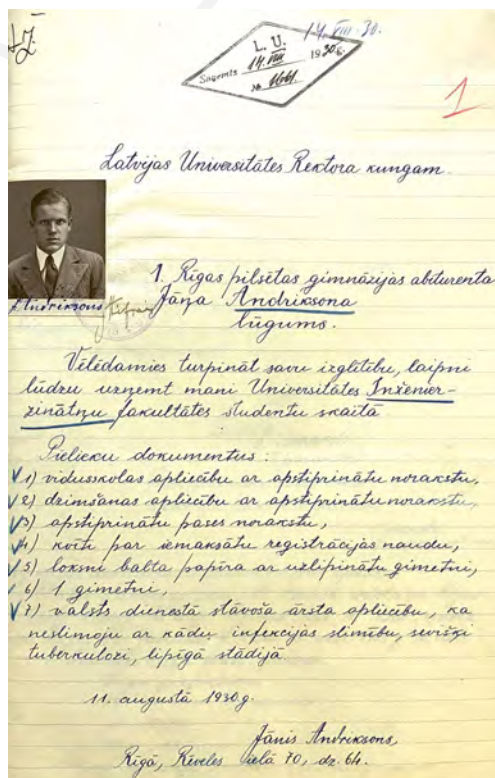 14. VIII 30.
L. U.
Saņemts 14. VIII 1930 g.
№
1
Latvijas Universitātes Rektora kungam.
J. Andriksons
1. Rīgas pilsētas ģimnāzijas abiturenta
Jāņa Andriksona
lūgums.
Vēlēdamies turpināt savu izglītību, laipni
lūdzu uzņemt mani Universitātes Inženier-
zinātņu fakultātes studentu skaitā
Pielieku dokumentus:
1) vidusskolas apliecību ar apstiprinātu norakstu,
2) dzimšanas apliecību ar apstiprinātu norakstu,
3) apstiprinātu pases norakstu,
4) kvīti par iemaksātu reģistrācijas naudu,
5) loksni balta papīra ar uzlipinātu ģīmetni,
6) 1 ģīmetni,
7) valsts dienestā stāvoša ārsta apliecību, ka
neslimoju ar kādu infekcijas slimību, sevišķi
tuberkulozi, lipīgā stādijā.
11. augustā 1930.g.
Jānis Andriksons,
Rīgā, Rēveles ielā 70, dz. 64.